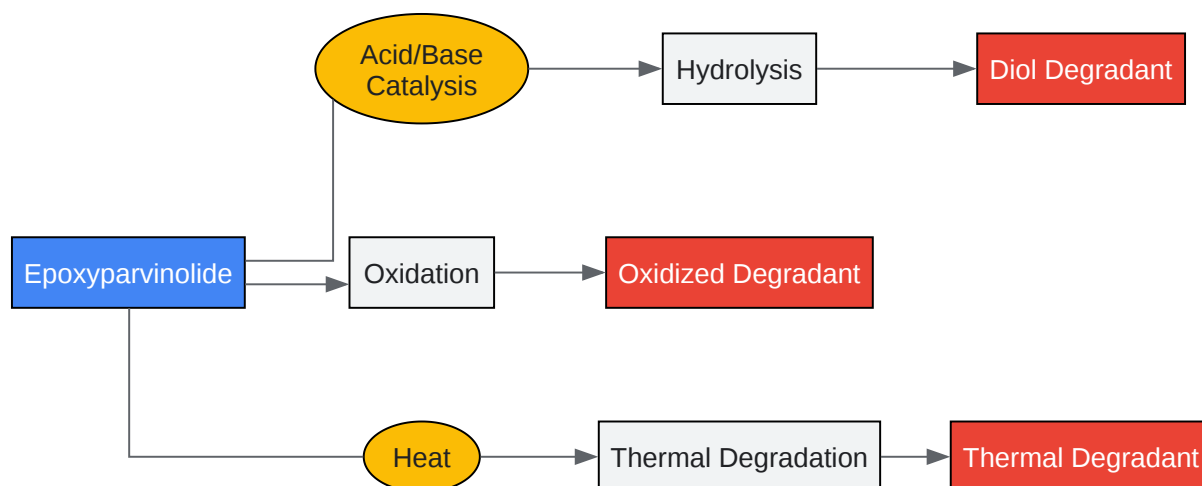 Acid/Base
Catalysis
Hydrolysis
Diol Degradant
Epoxyparvinolide
Oxidation
Oxidized Degradant
Heat
Thermal Degradation
Thermal Degradant